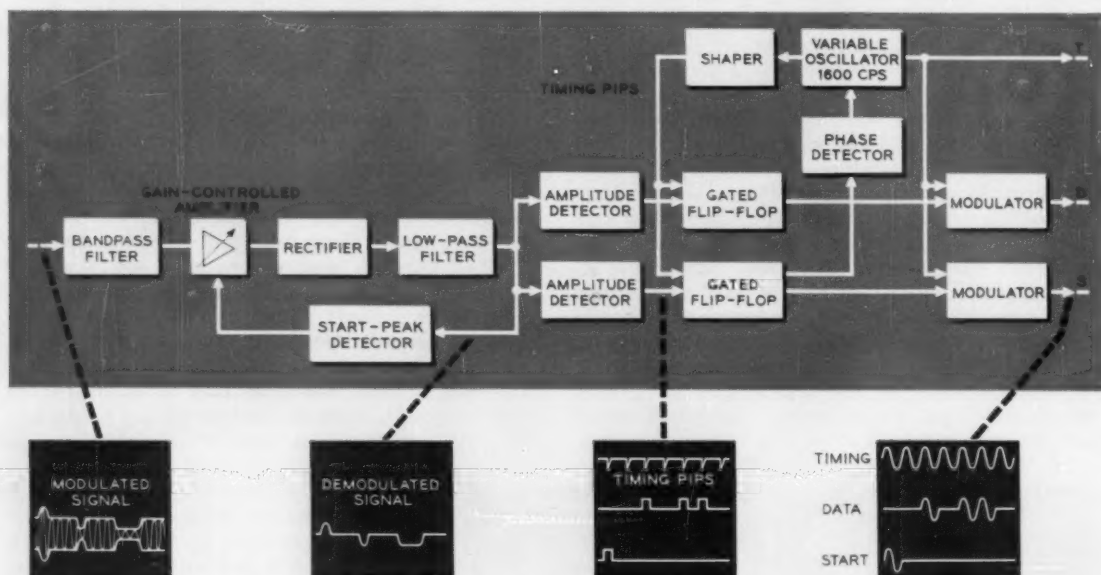 SHAPER
VARIABLE
OSCILLATOR
1600 CPS
T
TIMING PIPS
PHASE
DETECTOR
GAIN-CONTROLLED
AMPLIFIER
AMPLITUDE
DETECTOR
GATED
FLIP-FLOP
MODULATOR
D
BANDPASS
FILTER
RECTIFIER
LOW-PASS
FILTER
AMPLITUDE
DETECTOR
GATED
FLIP-FLOP
MODULATOR
S
START-PEAK
DETECTOR
MODULATED
SIGNAL
DEMODULATED
SIGNAL
TIMING PIPS
TIMING
DATA
START